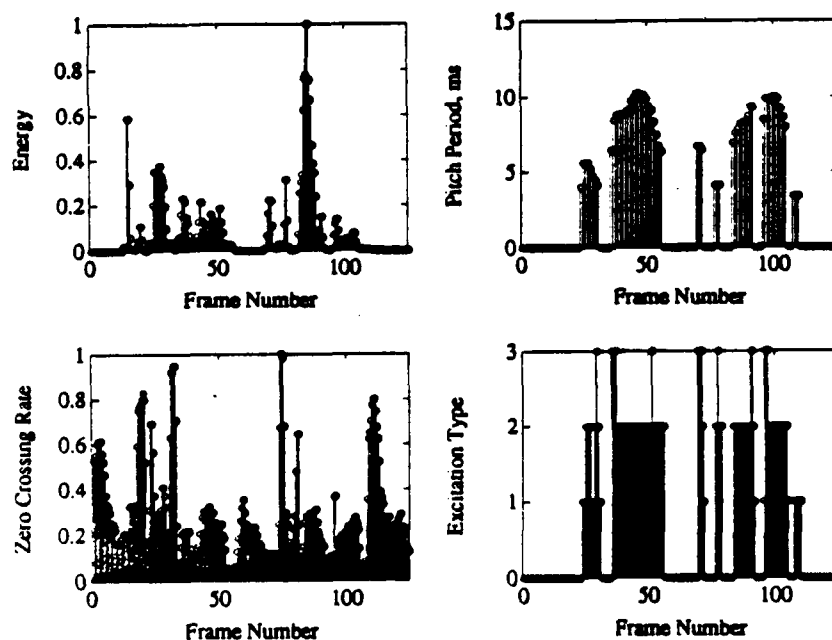 1
0.8
0.6
0.4
0.2
0
Energy
0 50 100
Frame Number
15
10
5
0
Pitch Period, ms
0 50 100
Frame Number
1
0.8
0.6
0.4
0.2
0
Zero Crossing Rate
0 50 100
Frame Number
3
2
1
0
Excitation Type
0 50 100
Frame Number